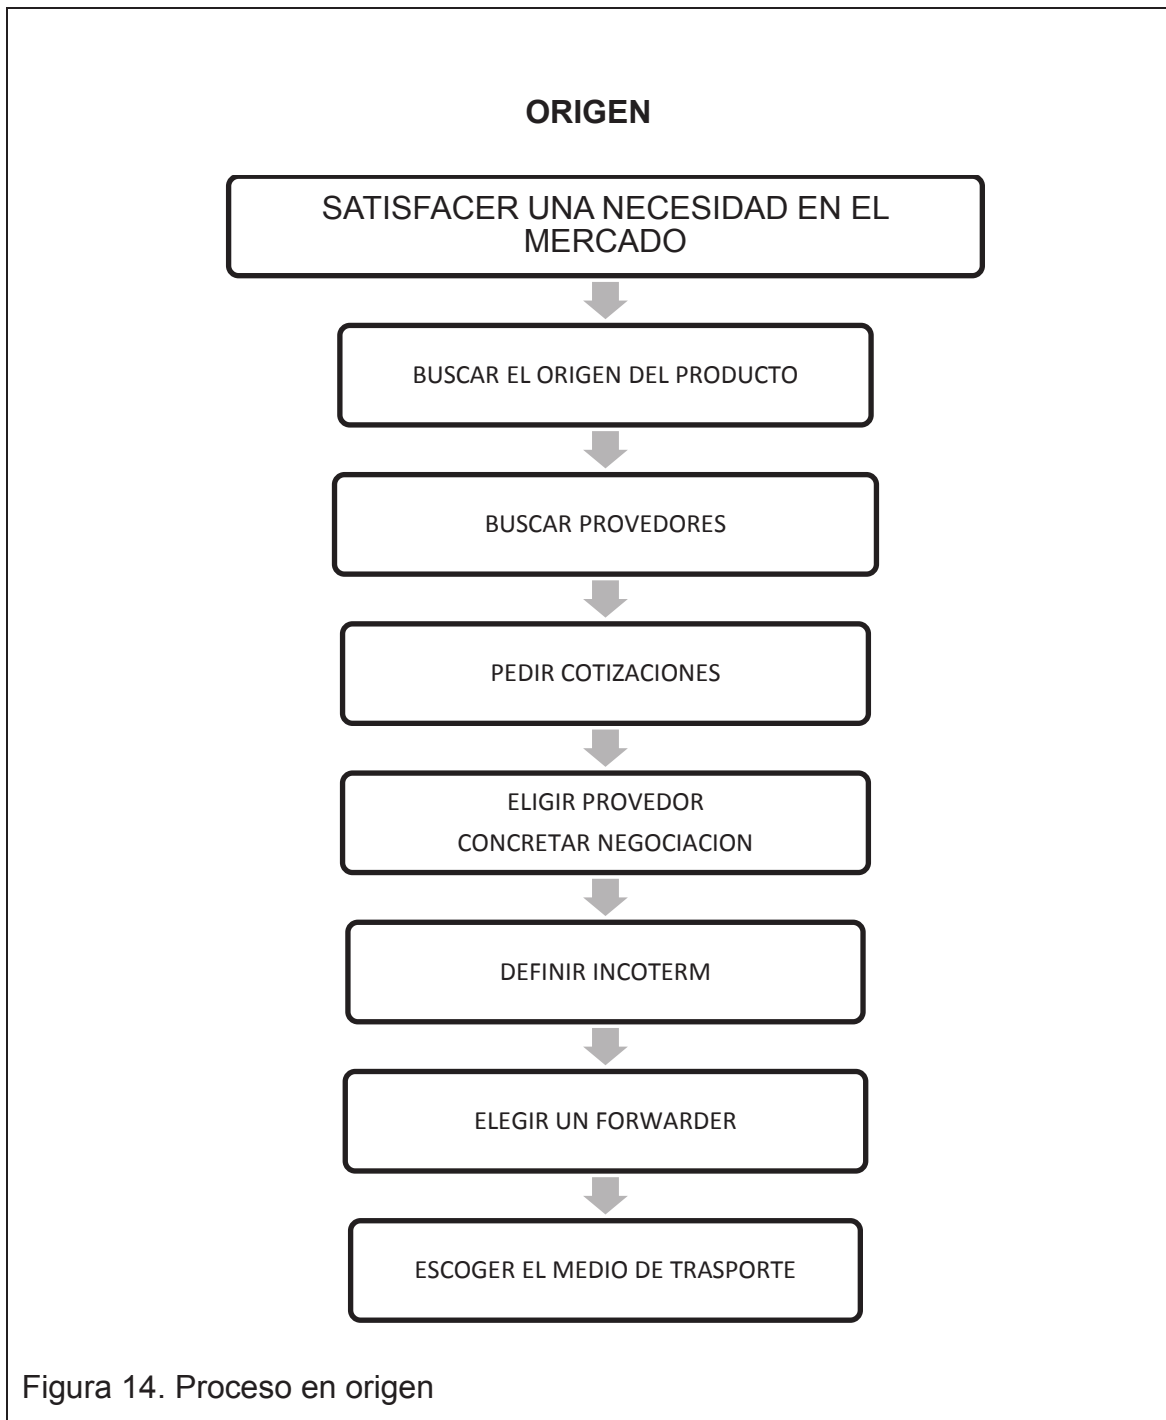 ORIGEN
SATISFACER UNA NECESIDAD EN EL
MERCADO
BUSCAR EL ORIGEN DEL PRODUCTO
BUSCAR PROVEDORES
PEDIR COTIZACIONES
ELIGIR PROVEDOR
CONCRETAR NEGOCIACION
DEFINIR INCOTERM
ELEGIR UN FORWARDER
ESCOGER EL MEDIO DE TRASPORTE
Figura 14. Proceso en origen